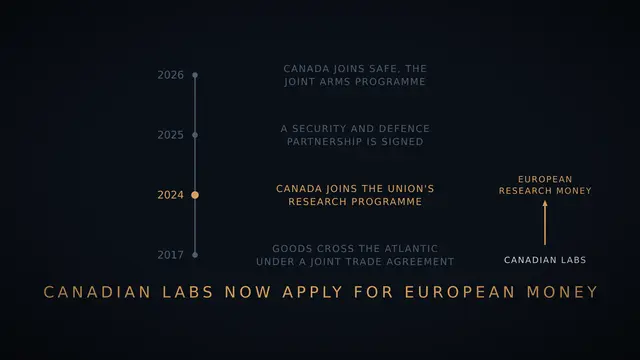 2026
CANADA JOINS SAFE. THE
JOINT ARMS PROGRAMME
2025
A SECURITY AND DEFENCE
PARTNERSHIP IS SIGNED
2024
CANADA JOINS THE UNION'S
RESEARCH PROGRAMME
EUROPEAN
RESEARCH MONEY
2017
GOODS CROSS THE ATLANTIC
UNDER A JOINT TRADE AGREEMENT
CANADIAN LABS
CANADIAN LABS NOW APPLY FOR EUROPEAN MONEY